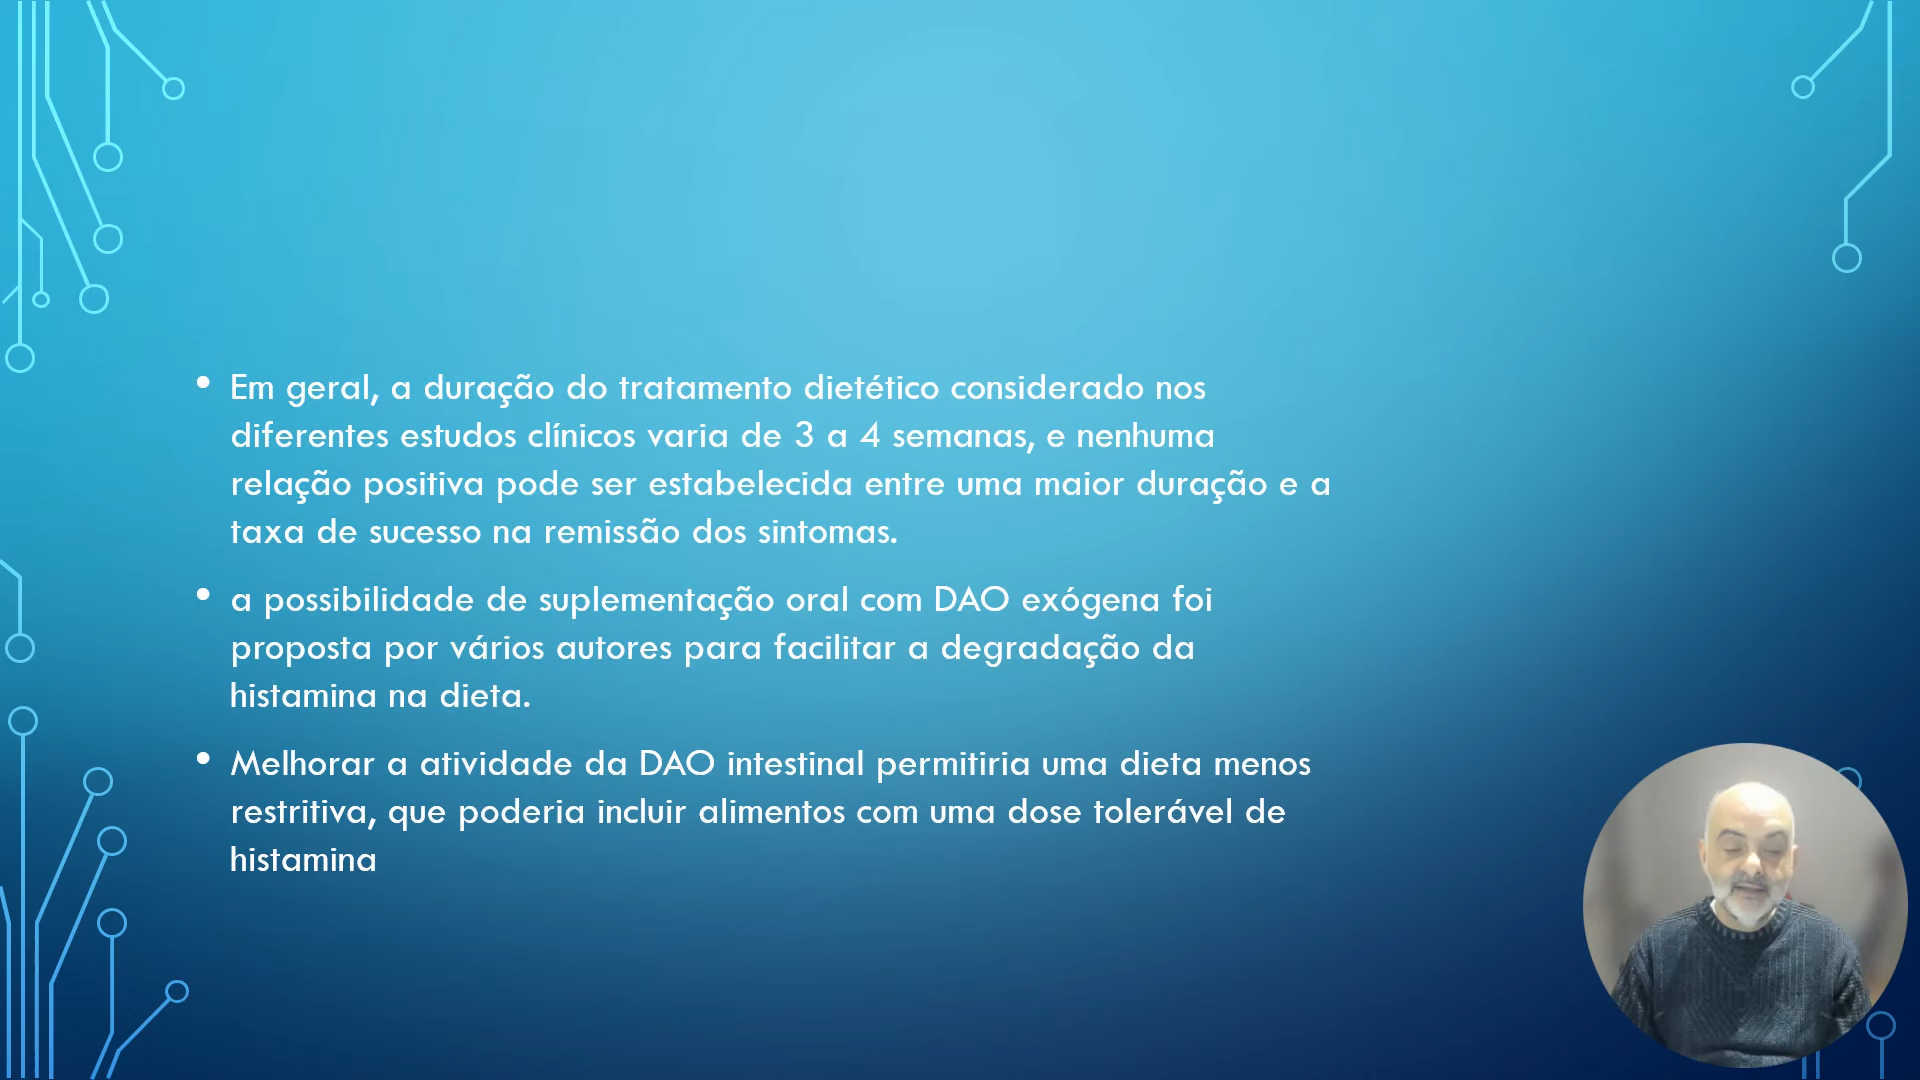 • Em geral, a duração do tratamento dietético considerado nos
diferentes estudos clínicos varia de 3 a 4 semanas, e nenhuma
relação positiva pode ser estabelecida entre uma maior duração e a
taxa de sucesso na remissão dos sintomas.
• a possibilidade de suplementação oral com DAO exógena foi
proposta por vários autores para facilitar a degradação da
histamina na dieta.
• Melhorar a atividade da DAO intestinal permitiria uma dieta menos
restritiva, que poderia incluir alimentos com uma dose tolerável de
histamina